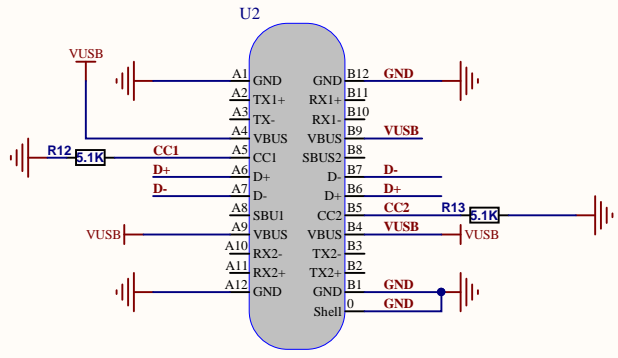 U2
VUSB
A1 GND GND B12 GND
A2 TX1+ RX1+ B11
A3 TX- RX1- B10
A4 VBUS VBUS B9 VUSB
R12 5.1K CC1 A5 CC1 SBUS2 B8
D+ A6 D+ D- B7 D-
D- A7 D- D+ B6 D+
A8 SBU1 CC2 B5 CC2 R13 5.1K
VUSB A9 VBUS VBUS B4 VUSB VUSB
A10 RX2- TX2- B3
A11 RX2+ TX2+ B2
A12 GND GND B1 GND
Shell 0 GND